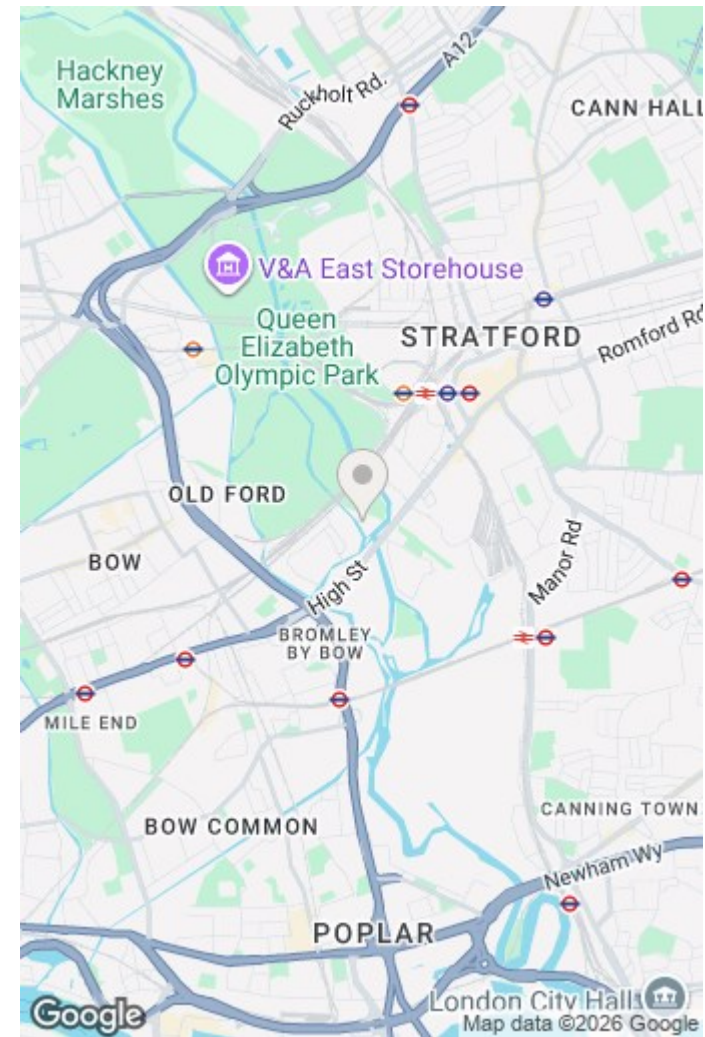 Hackney
Marshes
Ruckholt Rd.
A12
CANN HALL
V&A East Storehouse
Queen
Elizabeth
Olympic Park
STRATFORD
Romford Rd
OLD FORD
BOW
High St
Manor Rd
BROMLEY
BY BOW
MILE END
BOW COMMON
CANNING TOWN
Newham Wy
POPLAR
London City Hall
Google
Map data ©2026 Google